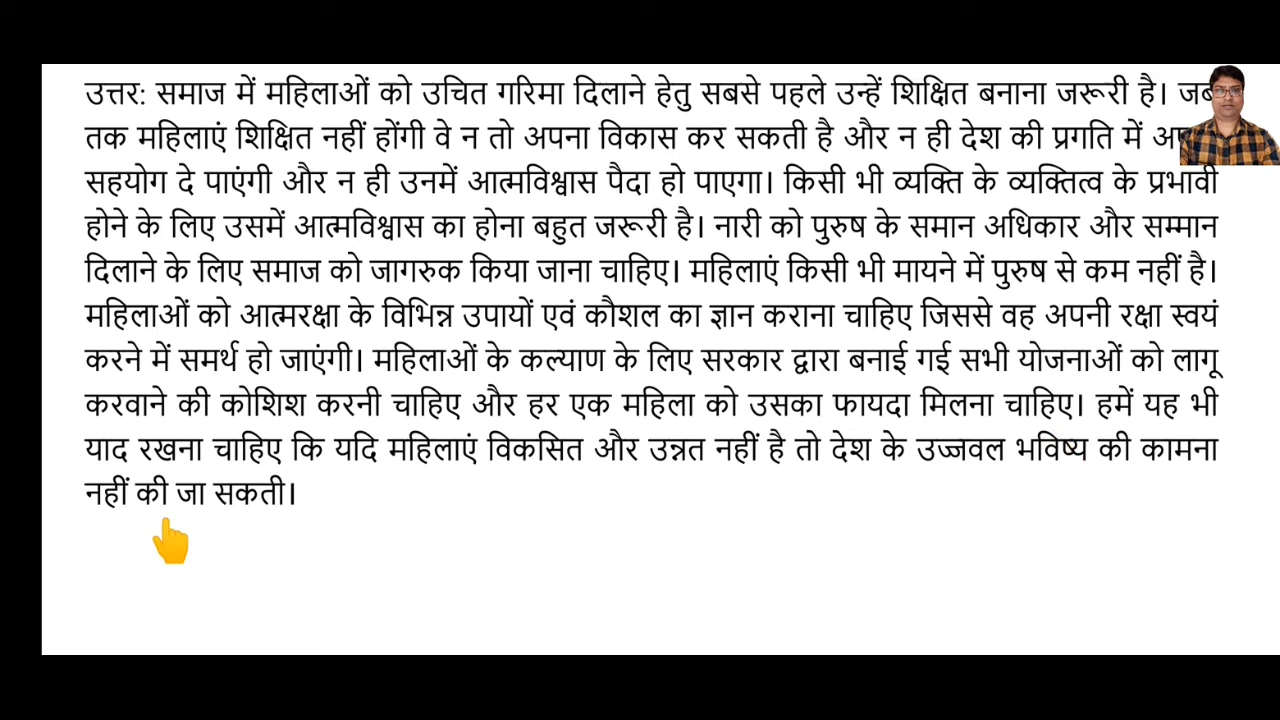 उत्तर: समाज में महिलाओं को उचित गरिमा दिलाने हेतु सबसे पहले उन्हें शिक्षित बनाना जरूरी है।
तक महिलाएं शिक्षित नहीं होंगी वे न तो अपना विकास कर सकती है और न ही देश की प्रगति में
सहयोग दे पाएंगी और न ही उनमें आत्मविश्वास पैदा हो पाएगा। किसी भी व्यक्ति के व्यक्तित्व के प्रभावी
होने के लिए उसमें आत्मविश्वास का होना बहुत जरूरी है। नारी को पुरुष के समान अधिकार और सम्मान
दिलाने के लिए समाज को जागरुक किया जाना चाहिए। महिलाएं किसी भी मायने में पुरुष से कम नहीं है।
महिलाओं को आत्मरक्षा के विभिन्न उपायों एवं कौशल का ज्ञान कराना चाहिए जिससे वह अपनी रक्षा स्वयं
करने में समर्थ हो जाएंगी। महिलाओं के कल्याण के लिए सरकार द्वारा बनाई गई सभी योजनाओं को लागू
करवाने की कोशिश करनी चाहिए और हर एक महिला को उसका फायदा मिलना चाहिए। हमें यह भी
याद रखना चाहिए कि यदि महिलाएं विकसित और उन्नत नहीं है तो देश के उज्जवल भविष्य की कामना
नहीं की जा सकती।